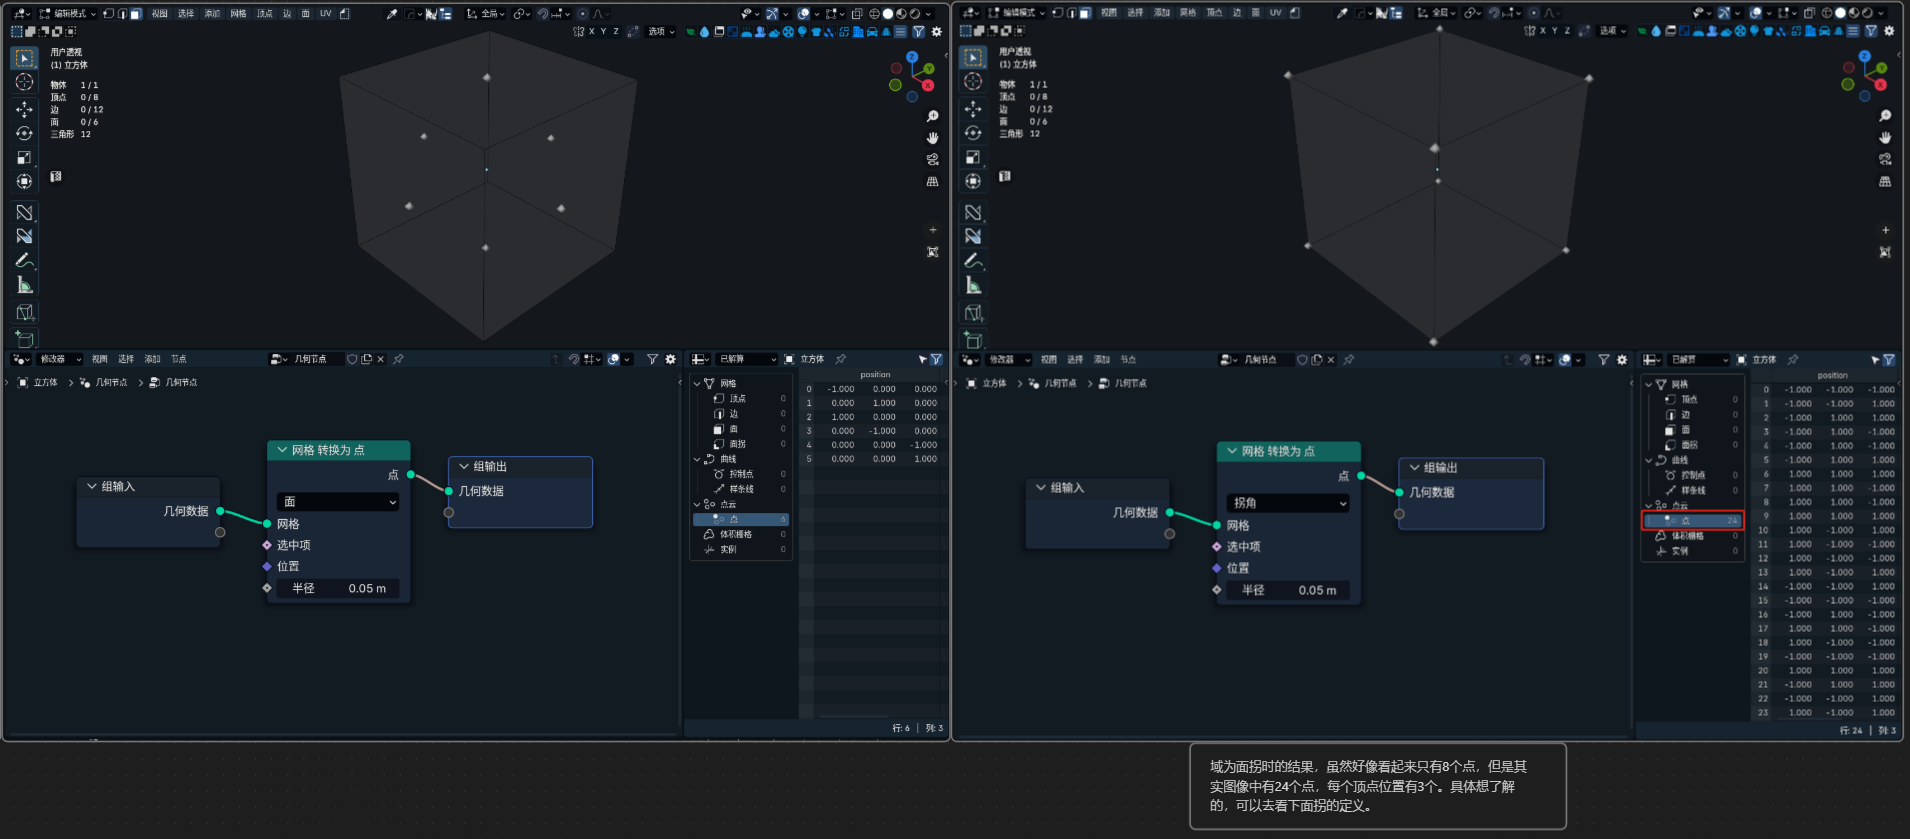 编辑模式 视图 选择 添加 网格 顶点 边 面 UV 全局
X Y Z 选项
用户透视
(1) 立方体
物体 1 / 1
顶点 0 / 8
边 0 / 12
面 0 / 6
三角形 12
修改器 视图 选择 添加 节点 几何节点
立方体 几何节点 几何节点
组输入
几何数据
网格 转换为 点
点
面
网格
选中项
位置
半径 0.05 m
组输出
几何数据
已解算 立方体
网格
顶点 0
边 0
面 0
面拐 0
曲线
控制点 0
样条线 0
点云
点 6
体积栅格 0
实例 0
position
0 -1.000 0.000 0.000
1 0.000 1.000 0.000
2 1.000 0.000 0.000
3 0.000 -1.000 0.000
4 0.000 0.000 -1.000
5 0.000 0.000 1.000
行: 6 | 列: 3
编辑模式 视图 选择 添加 网格 顶点 边 面 UV 全局
X Y Z 选项
用户透视
(1) 立方体
物体 1 / 1
顶点 0 / 8
边 0 / 12
面 0 / 6
三角形 12
修改器 视图 选择 添加 节点 几何节点
立方体 几何节点 几何节点
组输入
几何数据
网格 转换为 点
点
拐角
网格
选中项
位置
半径 0.05 m
组输出
几何数据
已解算 立方体
网格
顶点 0
边 0
面 0
面拐 0
曲线
控制点 0
样条线 0
点云
点 24
体积栅格 0
实例 0
position
0 -1.000 -1.000 -1.000
1 -1.000 -1.000 1.000
2 -1.000 1.000 1.000
3 -1.000 1.000 -1.000
4 -1.000 1.000 -1.000
5 -1.000 1.000 1.000
6 1.000 1.000 1.000
7 1.000 1.000 -1.000
8 1.000 1.000 -1.000
9 1.000 1.000 1.000
10 1.000 -1.000 1.000
11 1.000 -1.000 -1.000
12 1.000 -1.000 -1.000
13 1.000 -1.000 1.000
14 -1.000 -1.000 1.000
15 -1.000 -1.000 -1.000
16 -1.000 1.000 -1.000
17 1.000 1.000 -1.000
18 1.000 -1.000 -1.000
19 -1.000 -1.000 -1.000
20 1.000 1.000 1.000
21 -1.000 1.000 1.000
22 -1.000 -1.000 1.000
23 1.000 -1.000 1.000
行: 24 | 列: 3
域为面拐时的结果，虽然好像看起来只有8个点，但是其
实图像中有24个点，每个顶点位置有3个。具体想了解
的，可以去看下面拐的定义。